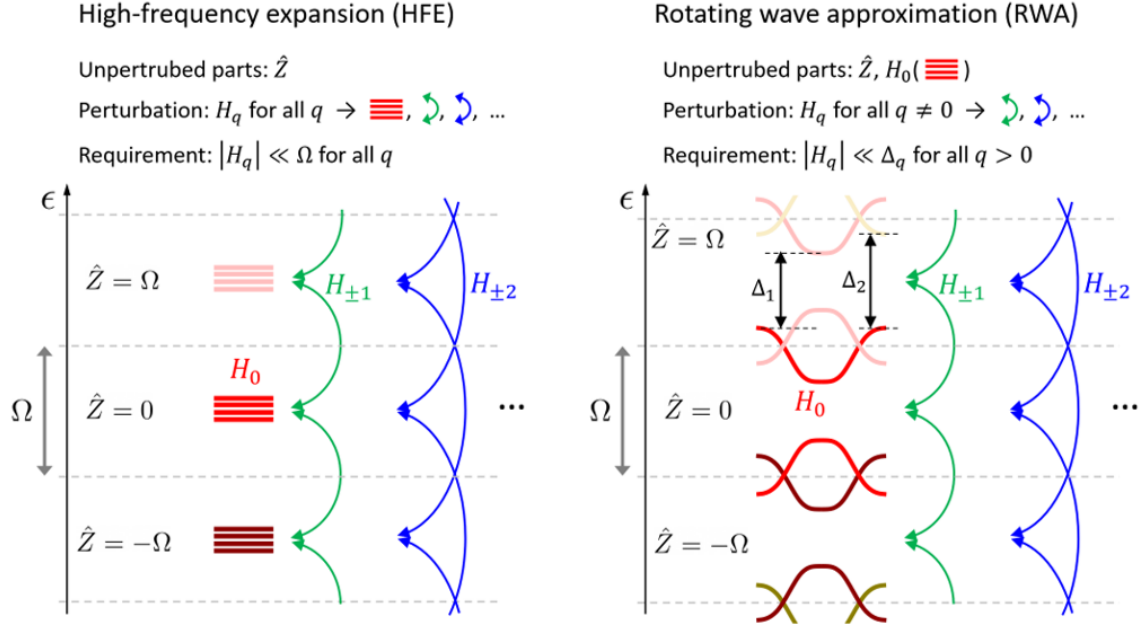 High-frequency expansion (HFE)
Unpertrubed parts: Ẑ
Perturbation: H_q for all q → , , , ...
Requirement: |H_q| ≪ Ω for all q
ϵ
Ẑ = Ω
H_±1
H_±2
H_0
Ω
Ẑ = 0
...
Ẑ = −Ω
Rotating wave approximation (RWA)
Unpertrubed parts: Ẑ, H_0( )
Perturbation: H_q for all q ≠ 0 → , , ...
Requirement: |H_q| ≪ Δ_q for all q > 0
ϵ
Ẑ = Ω
Δ_1
Δ_2
H_±1
H_±2
Ω
Ẑ = 0
H_0
...
Ẑ = −Ω